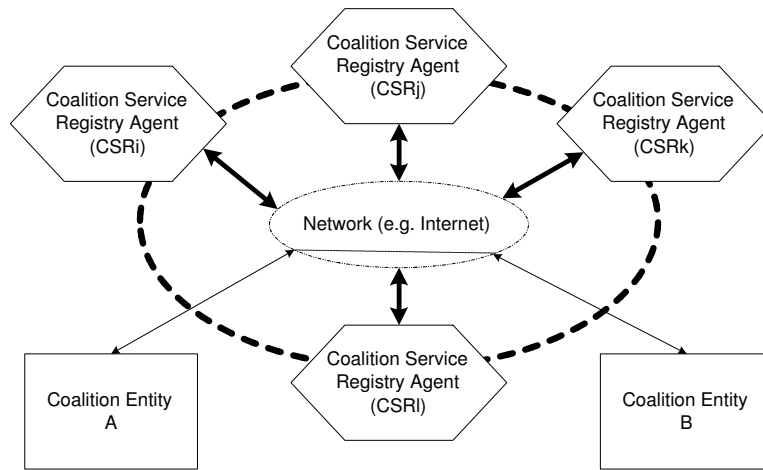 Coalition Service
Registry Agent
(CSRj)
Coalition Service
Registry Agent
(CSRi)
Coalition Service
Registry Agent
(CSRk)
Network (e.g. Internet)
Coalition Service
Registry Agent
(CSRl)
Coalition Entity
A
Coalition Entity
B